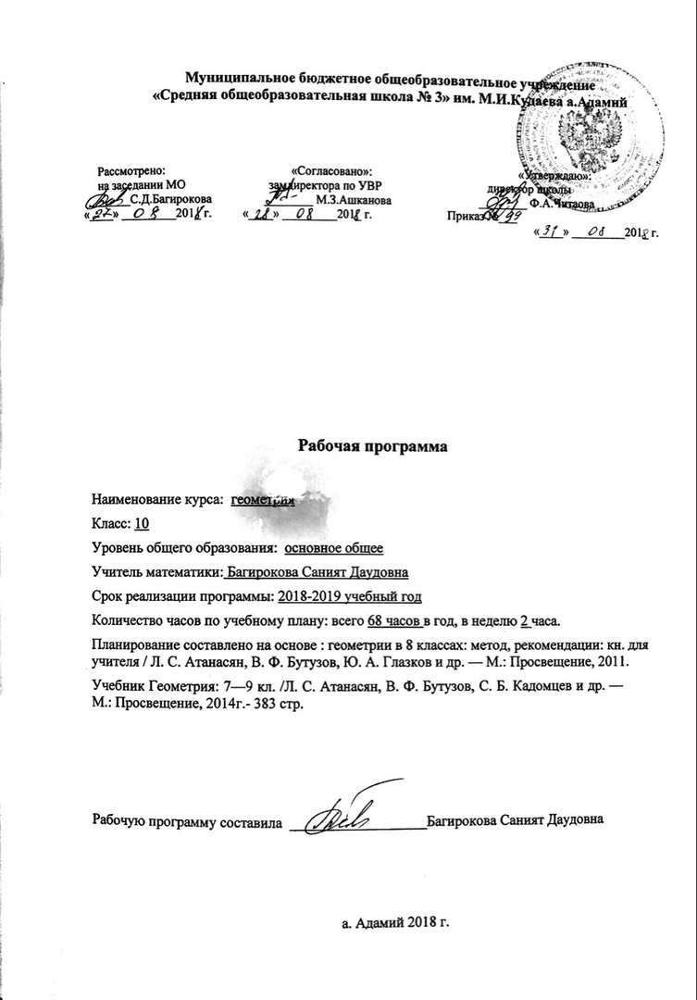 Муниципальное бюджетное общеобразовательное учреждение
«Средняя общеобразовательная школа № 3» им. М.И.Кудаева а.Адамий
Рассмотрено:
на заседании МО
С.Д.Багирокова
« 27 » 08 2018 г.
«Согласовано»:
замдиректора по УВР
М.З.Ашканова
« 28 » 08 2018 г.
«Утверждаю»:
директор школы
Ф.А.Читаова
Приказ № 99
« 31 » 08 2018 г.
Рабочая программа
Наименование курса: геометрия
Класс: 10
Уровень общего образования: основное общее
Учитель математики: Багирокова Саният Даудовна
Срок реализации программы: 2018-2019 учебный год
Количество часов по учебному плану: всего 68 часов в год, в неделю 2 часа.
Планирование составлено на основе : геометрии в 8 классах: метод, рекомендации: кн. для
учителя / Л. С. Атанасян, В. Ф. Бутузов, Ю. А. Глазков и др. — М.: Просвещение, 2011.
Учебник Геометрия: 7—9 кл. /Л. С. Атанасян, В. Ф. Бутузов, С. Б. Кадомцев и др. —
М.: Просвещение, 2014г.- 383 стр.
Рабочую программу составила Багирокова Саният Даудовна
а. Адамий 2018 г.